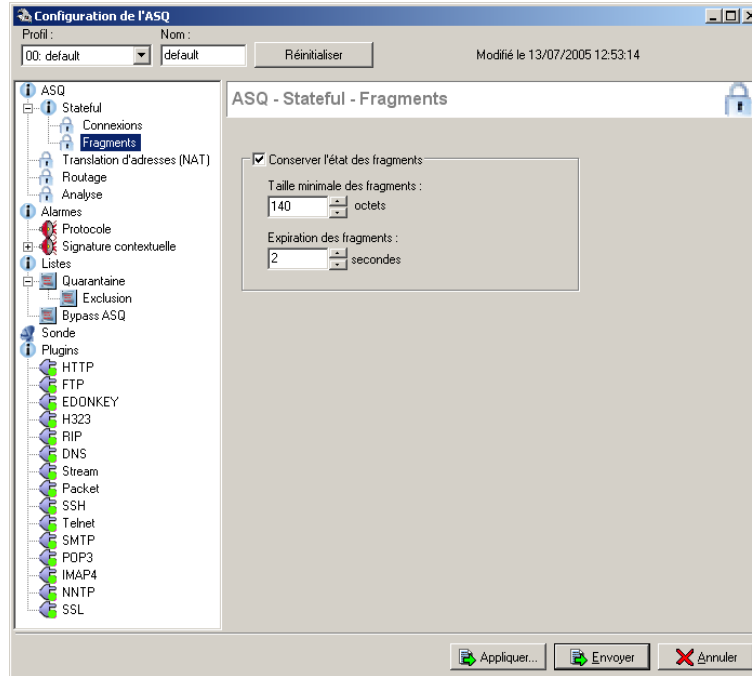 Configuration de l'ASQ
Profil :
Nom :
00: default
default
Réinitialiser
Modifié le 13/07/2005 12:53:14
ASQ
Stateful
Connexions
Fragments
Translation d'adresses (NAT)
Routage
Analyse
Alarmes
Protocole
Signature contextuelle
Listes
Quarantaine
Exclusion
Bypass ASQ
Sonde
Plugins
HTTP
FTP
EDONKEY
H323
RIP
DNS
Stream
Packet
SSH
Telnet
SMTP
POP3
IMAP4
NNTP
SSL
ASQ - Stateful - Fragments
Conserver l'état des fragments
Taille minimale des fragments :
140 octets
Expiration des fragments :
2 secondes
Appliquer...
Envoyer
Annuler